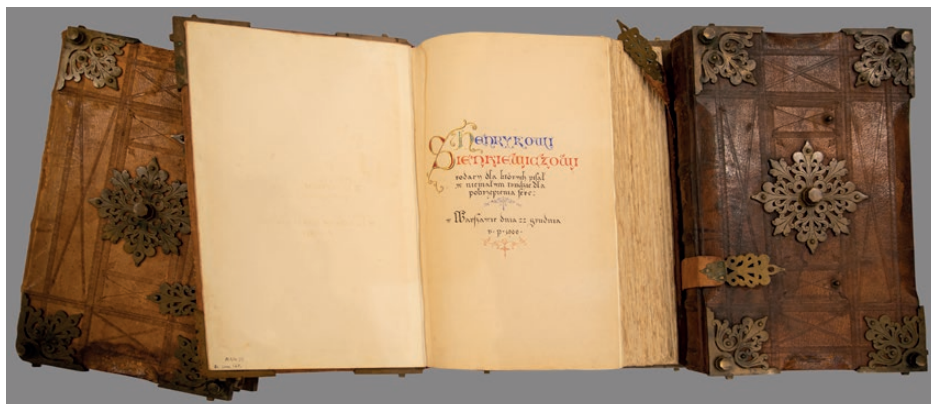 Henrykowi
Sienkiewiczowi
rodacy dla których pisał
w niemałym trudzie dla
pokrzepienia serc:
w Warszawie dnia 22 grudnia
r. p. 1900.